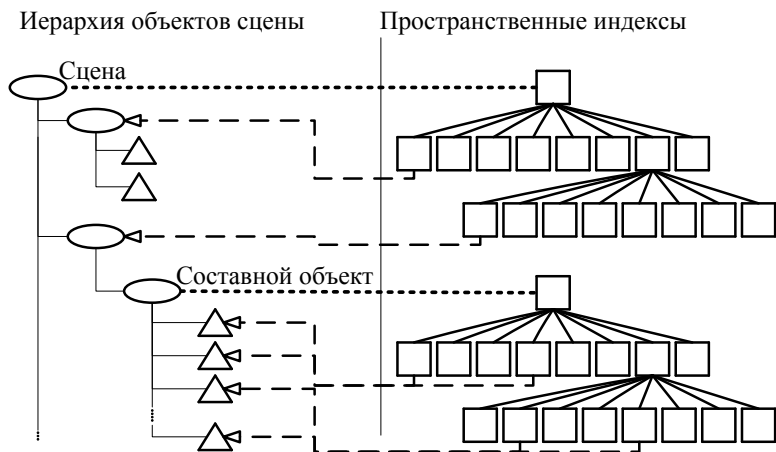 Иерархия объектов сцены
Пространственные индексы
Сцена
Составной объект